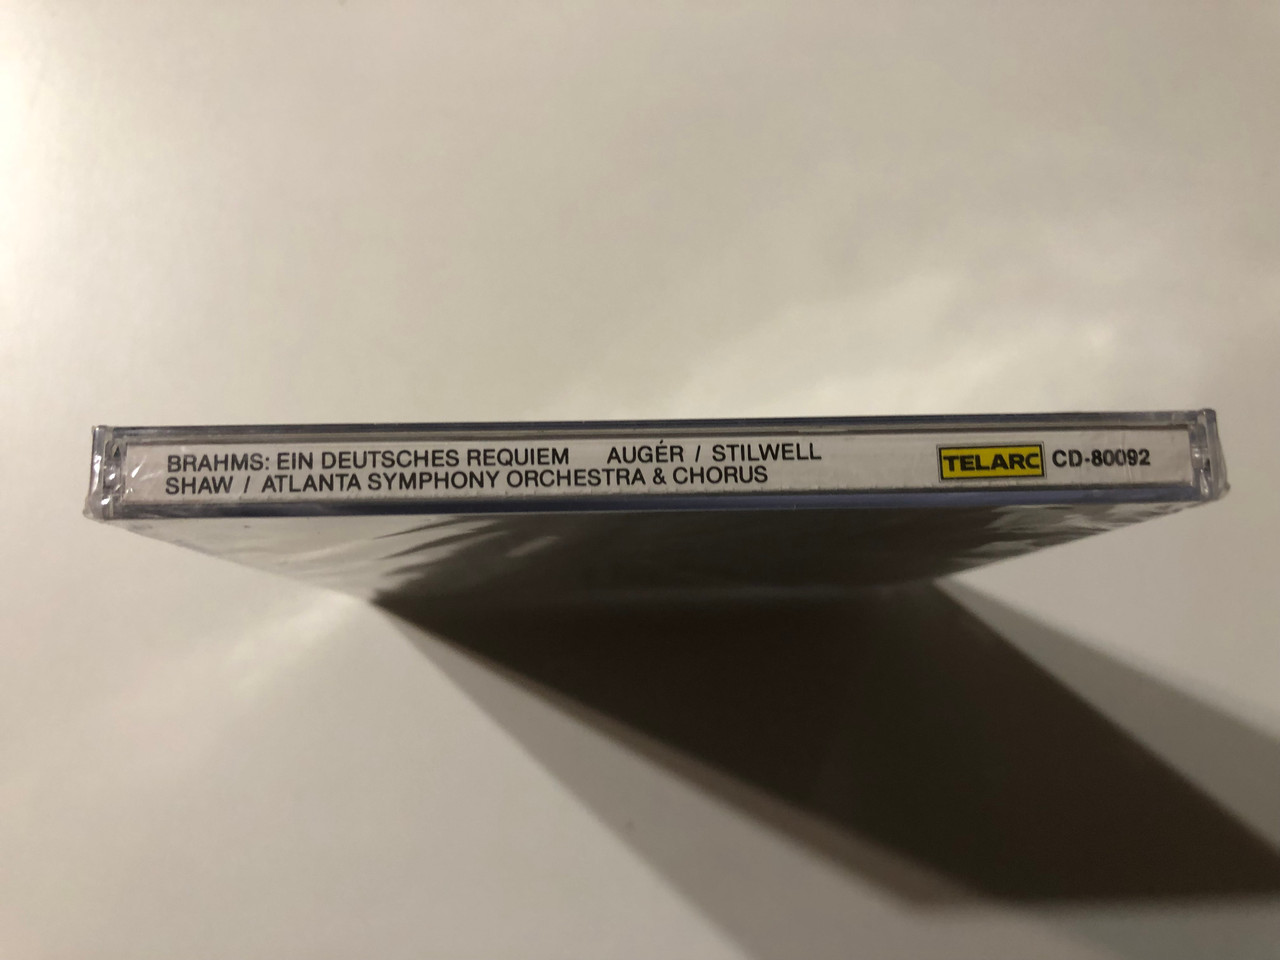 BRAHMS: EIN DEUTSCHES REQUIEM AUGÉR / STILWELL
SHAW / ATLANTA SYMPHONY ORCHESTRA & CHORUS
TELARC CD-80092